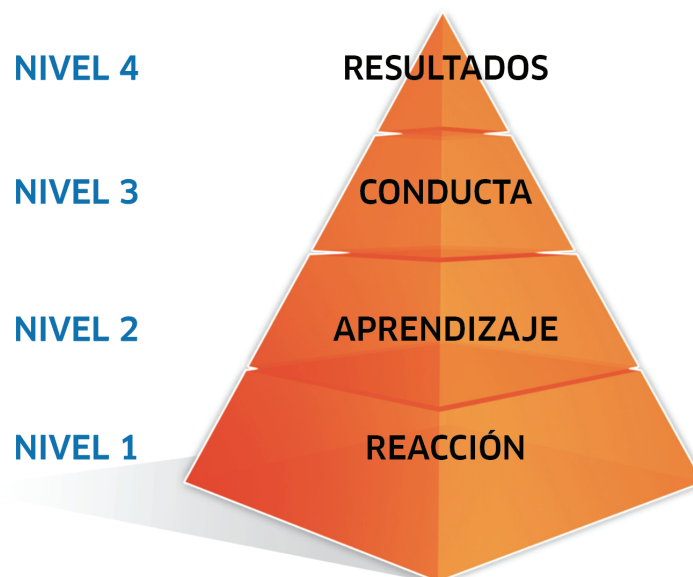 NIVEL 4 RESULTADOS
NIVEL 3 CONDUCTA
NIVEL 2 APRENDIZAJE
NIVEL 1 REACCIÓN